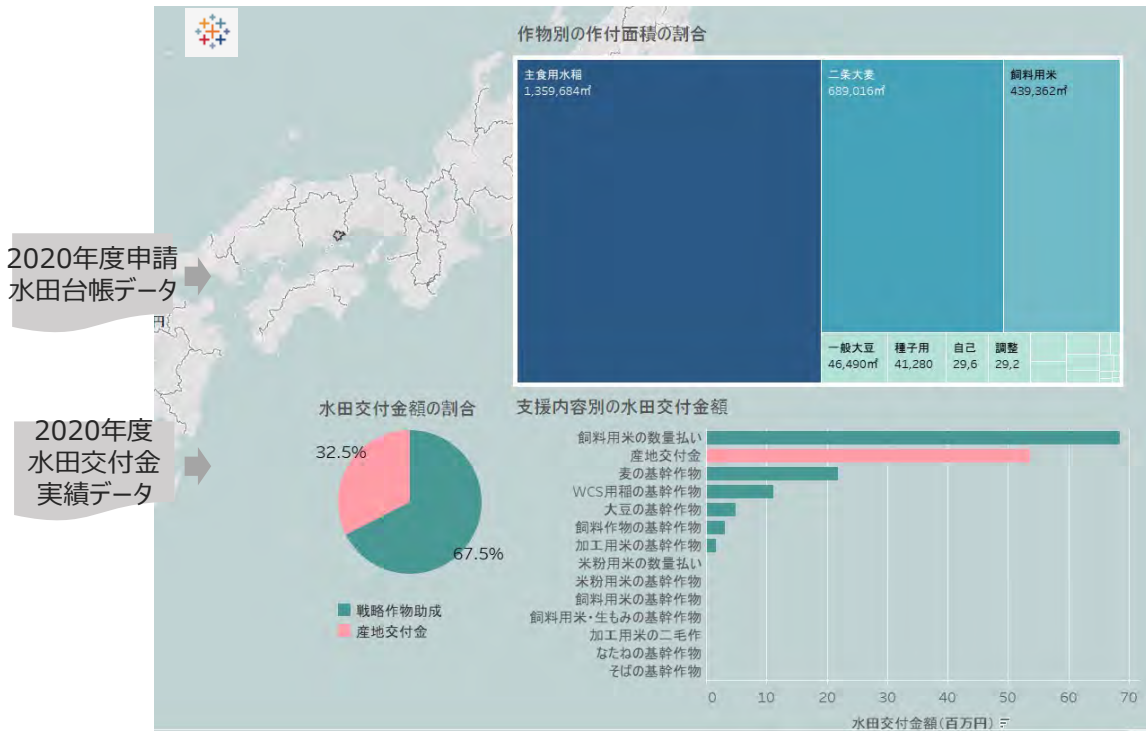 作物別の作付面積の割合
主食用水稲
1,359,684㎡
二条大麦
689,016㎡
飼料用米
439,362㎡
一般大豆
46,490㎡
種子用
41,280
自己
29,6
調整
29,2
2020年度申請
水田台帳データ
円
2020年度
水田交付金
実績データ
水田交付金額の割合
32.5%
67.5%
戦略作物助成
産地交付金
支援内容別の水田交付金額
飼料用米の数量払い
産地交付金
麦の基幹作物
WCS用稲の基幹作物
大豆の基幹作物
飼料作物の基幹作物
加工用米の基幹作物
米粉用米の数量払い
米粉用米の基幹作物
飼料用米の基幹作物
飼料用米・生もみの基幹作物
加工用米の二毛作
なたねの基幹作物
そばの基幹作物
0 10 20 30 40 50 60 70
水田交付金額(百万円)